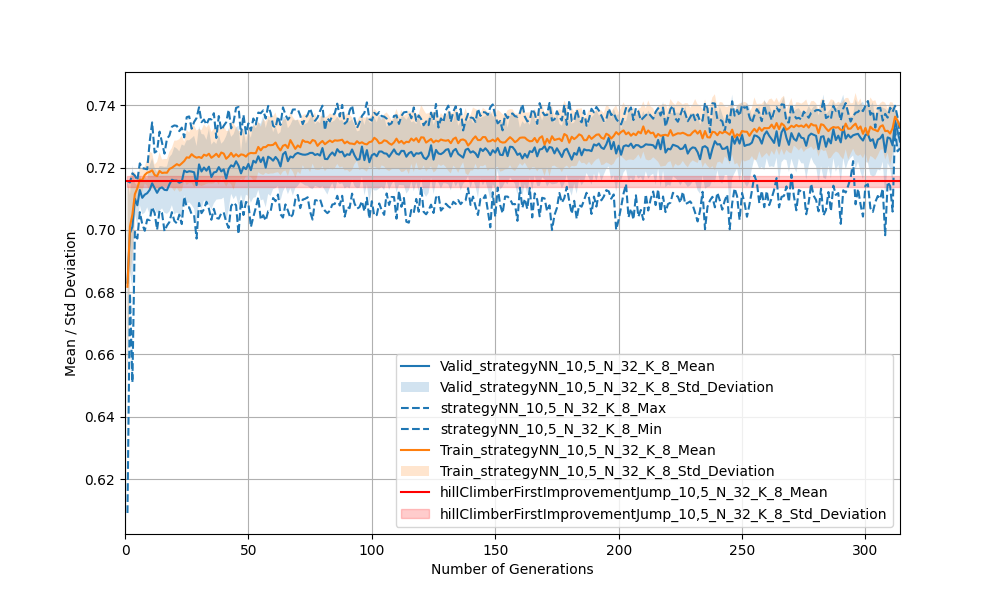 0.74
0.72
0.70
0.68
0.66
0.64
0.62
Mean / Std Deviation
Valid_strategyNN_10,5_N_32_K_8_Mean
Valid_strategyNN_10,5_N_32_K_8_Std_Deviation
strategyNN_10,5_N_32_K_8_Max
strategyNN_10,5_N_32_K_8_Min
Train_strategyNN_10,5_N_32_K_8_Mean
Train_strategyNN_10,5_N_32_K_8_Std_Deviation
hillClimberFirstImprovementJump_10,5_N_32_K_8_Mean
hillClimberFirstImprovementJump_10,5_N_32_K_8_Std_Deviation
0 50 100 150 200 250 300
Number of Generations